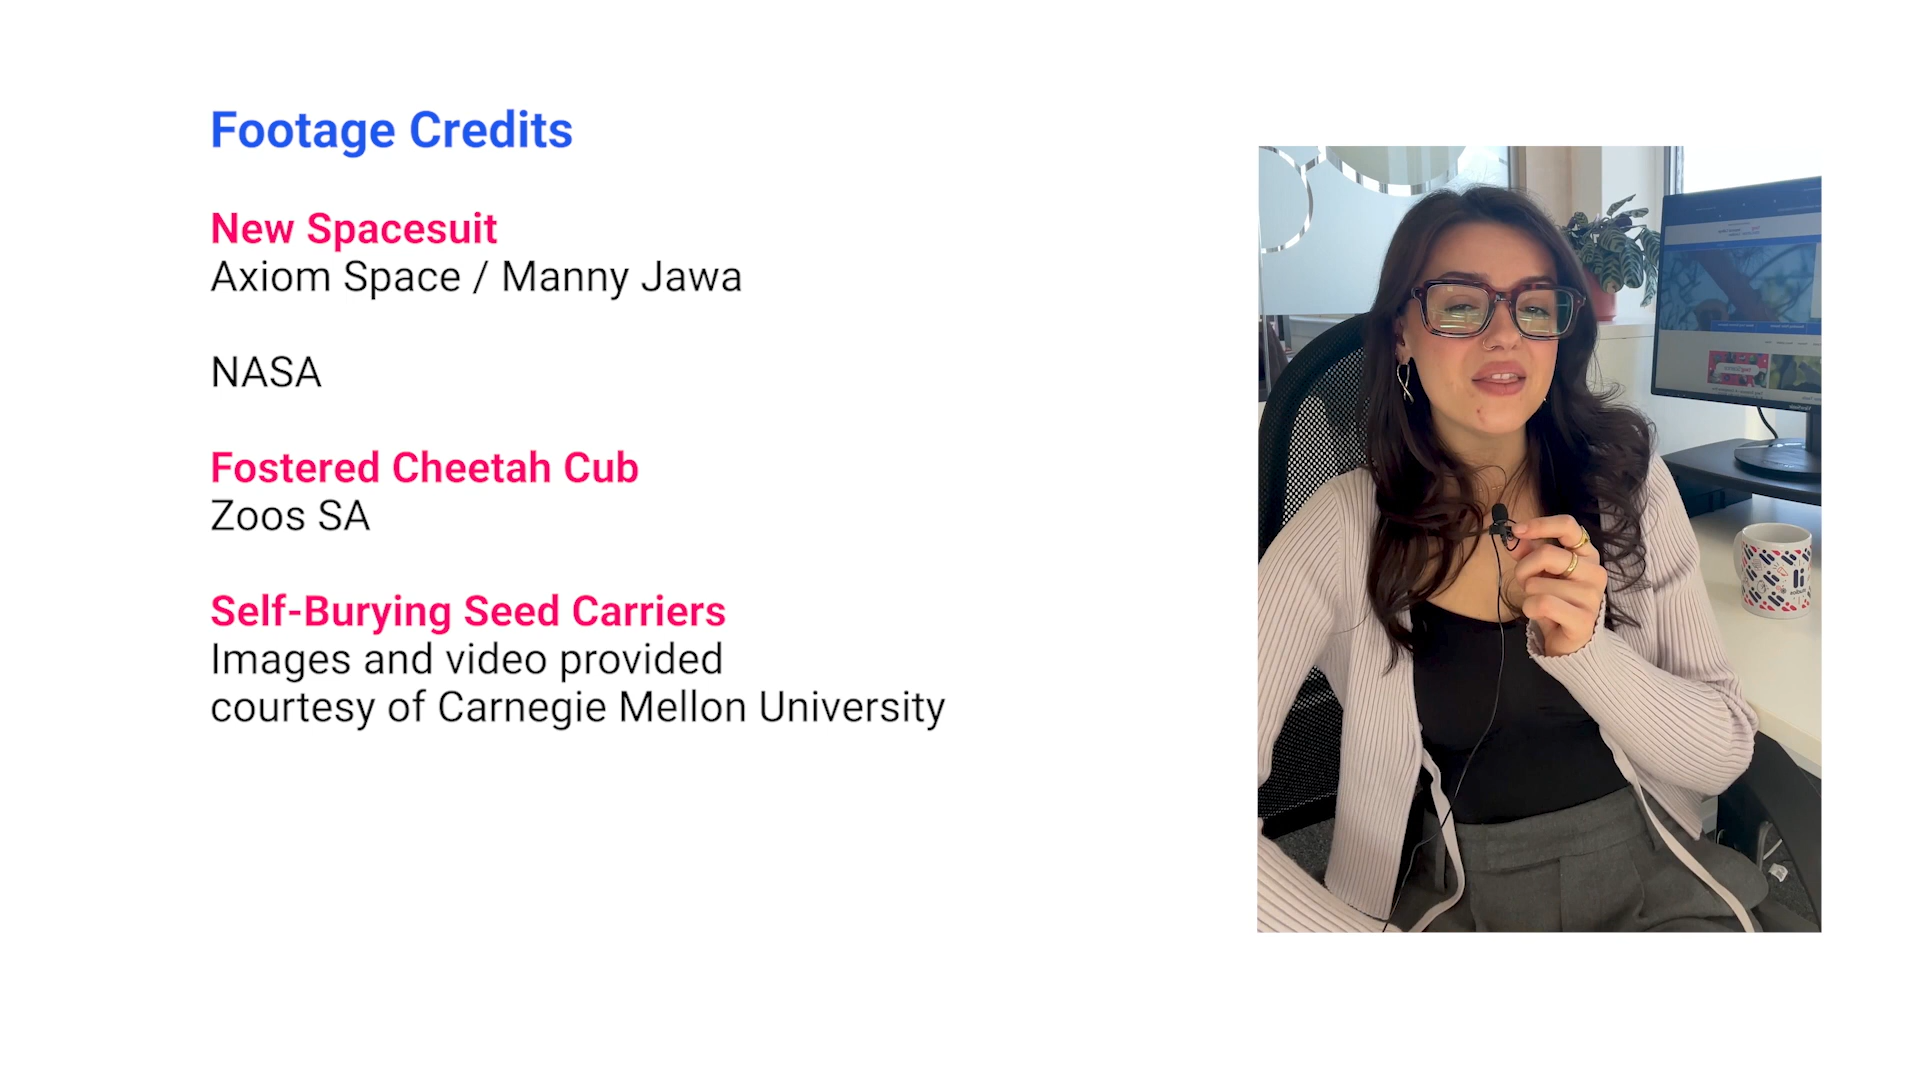 Footage Credits
New Spacesuit
Axiom Space / Manny Jawa
NASA
Fostered Cheetah Cub
Zoos SA
Self-Burying Seed Carriers
Images and video provided
courtesy of Carnegie Mellon University